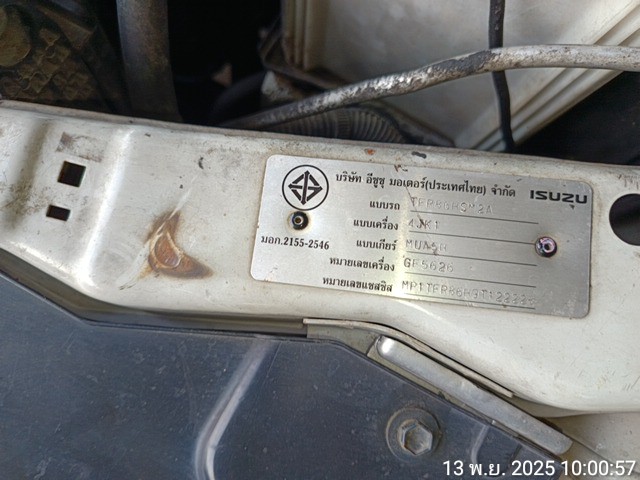 บริษัท อีซูซุ มอเตอร์(ประเทศไทย) จำกัด ISUZU
แบบรถ
แบบเครื่อง 4JK1
มอก.2155-2546
แบบเกียร์ MUA5H
หมายเลขเครื่อง GF5626
หมายเลขแชสซิส
13 พ.ย. 2025 10:00:57